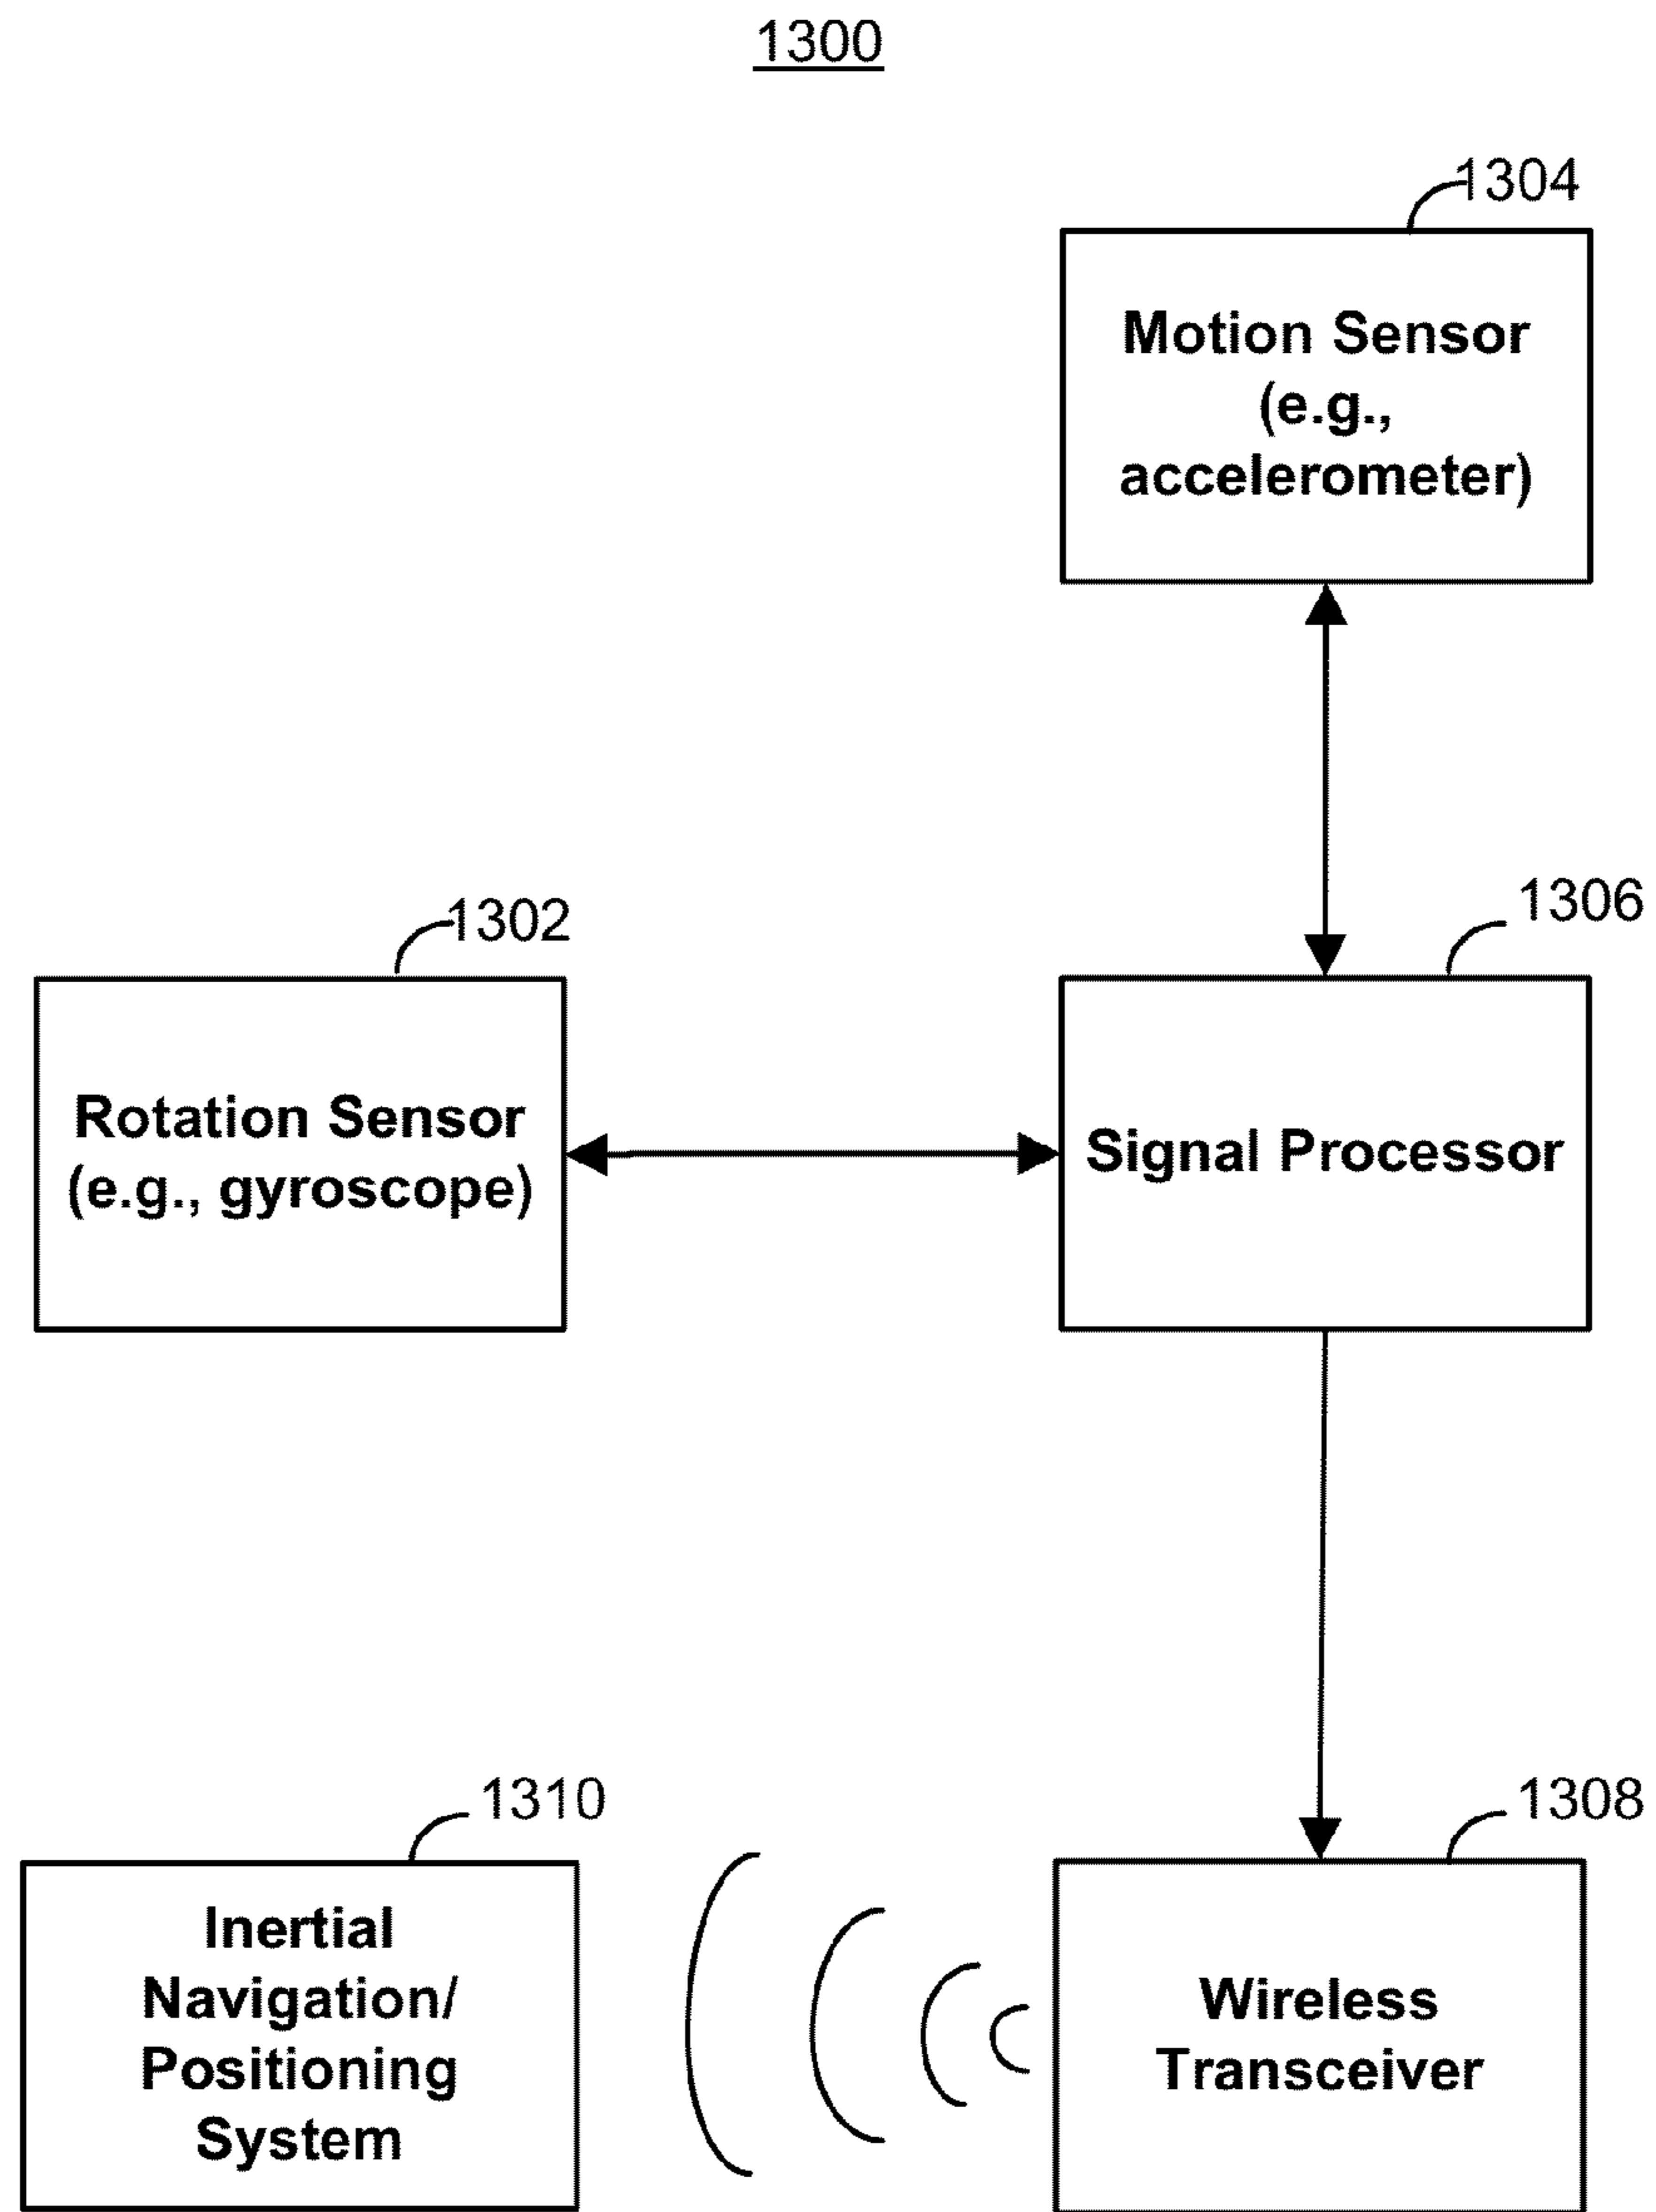 1300
1304
Motion Sensor
(e.g.,
accelerometer)
1302
1306
Rotation Sensor
(e.g., gyroscope)
Signal Processor
1310
1308
Inertial
Navigation/
Positioning
System
Wireless
Transceiver